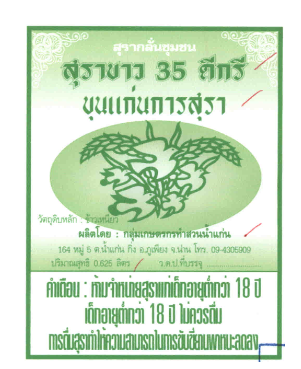 สุรากลั่นชุมชน
สุราขาว 35 ดีกรี
ขุนแก่นการสุรา
วัตถุดิบหลัก : ข้าวเหนียว
ผลิตโดย : กลุ่มเกษตรกรทำสวนน้ำแก่น
164 หมู่ 5 ต.น้ำแก่น กิ่ง อ.ภูเพียง จ.น่าน โทร. 09-4305909
ปริมาณสุทธิ 0.625 ลิตร ว.ด.ป.ที่บรรจุ
คำเตือน : ห้ามจำหน่ายสุราแก่เด็กอายุต่ำกว่า 18 ปี
เด็กอายุต่ำกว่า 18 ปี ไม่ควรดื่ม
การดื่มสุราทำให้ความสามารถในการขับขี่ยานพาหนะลดลง